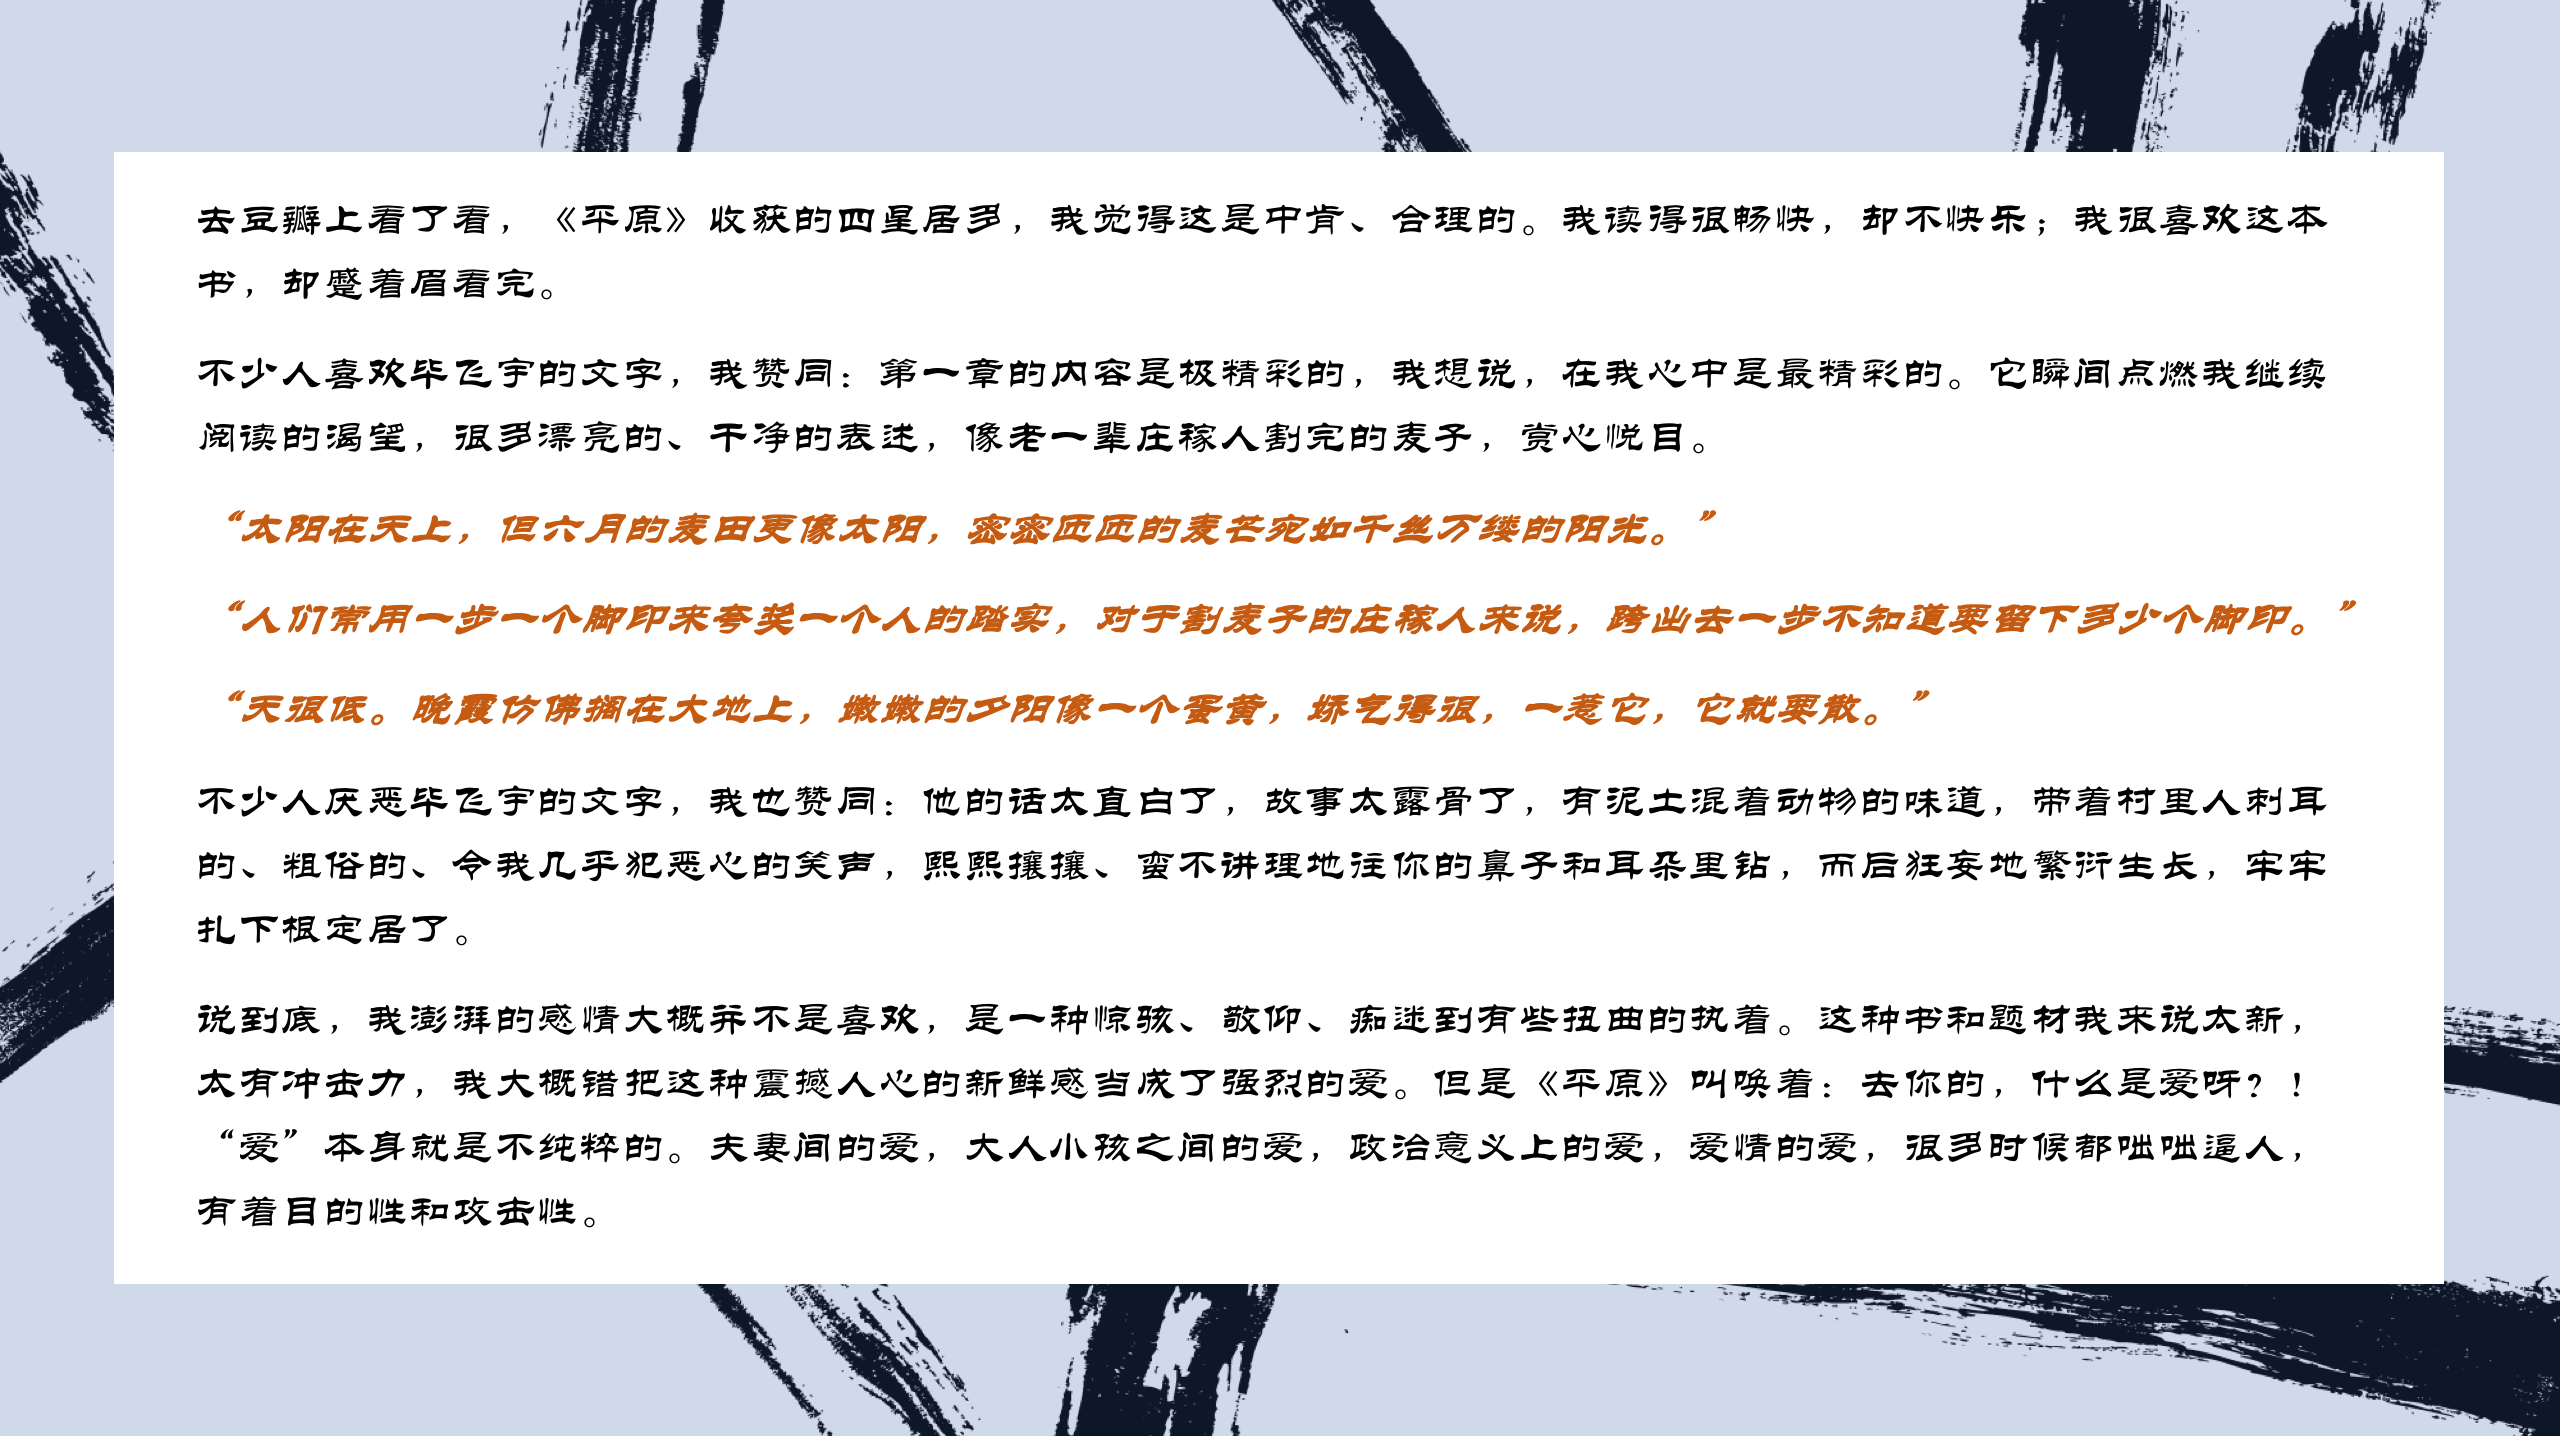 去豆瓣上看了看，《平原》收获的四星居多，我觉得这是中肯、合理的。我读得很畅快，却不快乐；我很喜欢这本
书，却蹙着眉看完。
不少人喜欢毕飞宇的文字，我赞同：第一章的内容是极精彩的，我想说，在我心中是最精彩的。它瞬间点燃我继续
阅读的渴望，很多漂亮的、干净的表述，像老一辈庄稼人割完的麦子，赏心悦目。
“太阳在天上，但六月的麦田更像太阳，密密匝匝的麦芒宛如千丝万缕的阳光。”
“人们常用一步一个脚印来夸奖一个人的踏实，对于割麦子的庄稼人来说，跨出去一步不知道要留下多少个脚印。”
“天很低。晚霞仿佛搁在大地上，嫩嫩的夕阳像一个蛋黄，娇气得很，一惹它，它就要散。”
不少人厌恶毕飞宇的文字，我也赞同：他的话太直白了，故事太露骨了，有泥土混着动物的味道，带着村里人刺耳
的、粗俗的、令我几乎犯恶心的笑声，熙熙攘攘、蛮不讲理地往你的鼻子和耳朵里钻，而后狂妄地繁衍生长，牢牢
扎下根定居了。
说到底，我澎湃的感情大概并不是喜欢，是一种惊骇、敬仰、痴迷到有些扭曲的执着。这种书和题材我来说太新，
太有冲击力，我大概错把这种震撼人心的新鲜感当成了强烈的爱。但是《平原》叫唤着：去你的，什么是爱呀？！
“爱”本身就是不纯粹的。夫妻间的爱，大人小孩之间的爱，政治意义上的爱，爱情的爱，很多时候都咄咄逼人，
有着目的性和攻击性。